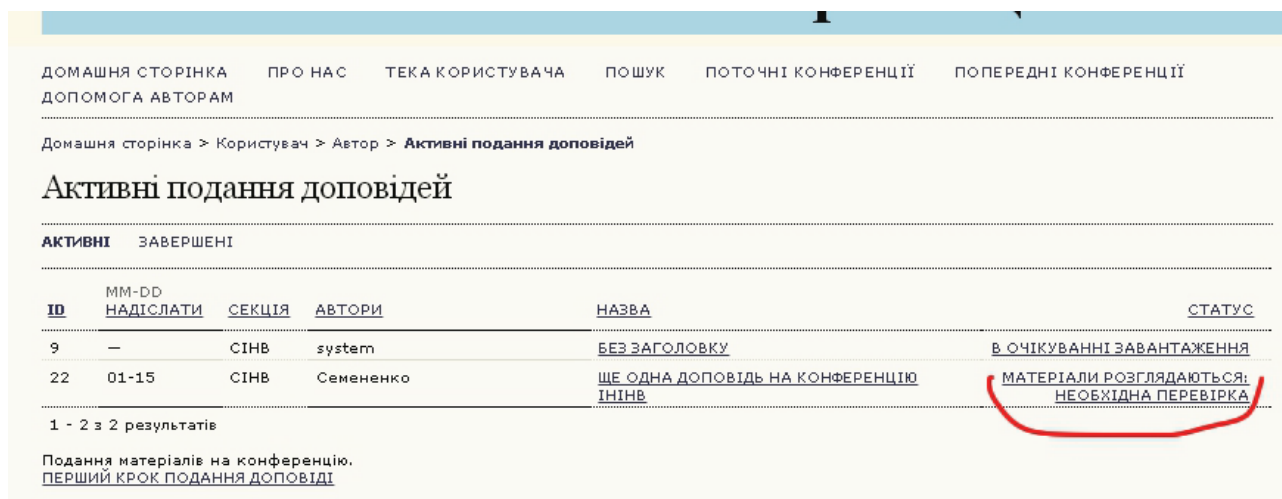 ДОМАШНЯ СТОРІНКА ПРО НАС ТЕКА КОРИСТУВАЧА ПОШУК ПОТОЧНІ КОНФЕРЕНЦІЇ ПОПЕРЕДНІ КОНФЕРЕНЦІЇ
ДОПОМОГА АВТОРАМ
Домашня сторінка > Користувач > Автор > Активні подання доповідей
Активні подання доповідей
АКТИВНІ ЗАВЕРШЕНІ
MM-DD
ID НАДІСЛАТИ СЕКЦІЯ АВТОРИ НАЗВА СТАТУС
9 — СІНВ system БЕЗ ЗАГОЛОВКУ В ОЧІКУВАННІ ЗАВАНТАЖЕННЯ
22 01-15 СІНВ Семененко ЩЕ ОДНА ДОПОВІДЬ НА КОНФЕРЕНЦІЮ МАТЕРІАЛИ РОЗГЛЯДАЮТЬСЯ:
ІНІНВ НЕОБХІДНА ПЕРЕВІРКА
1 - 2 з 2 результатів
Подання матеріалів на конференцію.
ПЕРШИЙ КРОК ПОДАННЯ ДОПОВІДІ